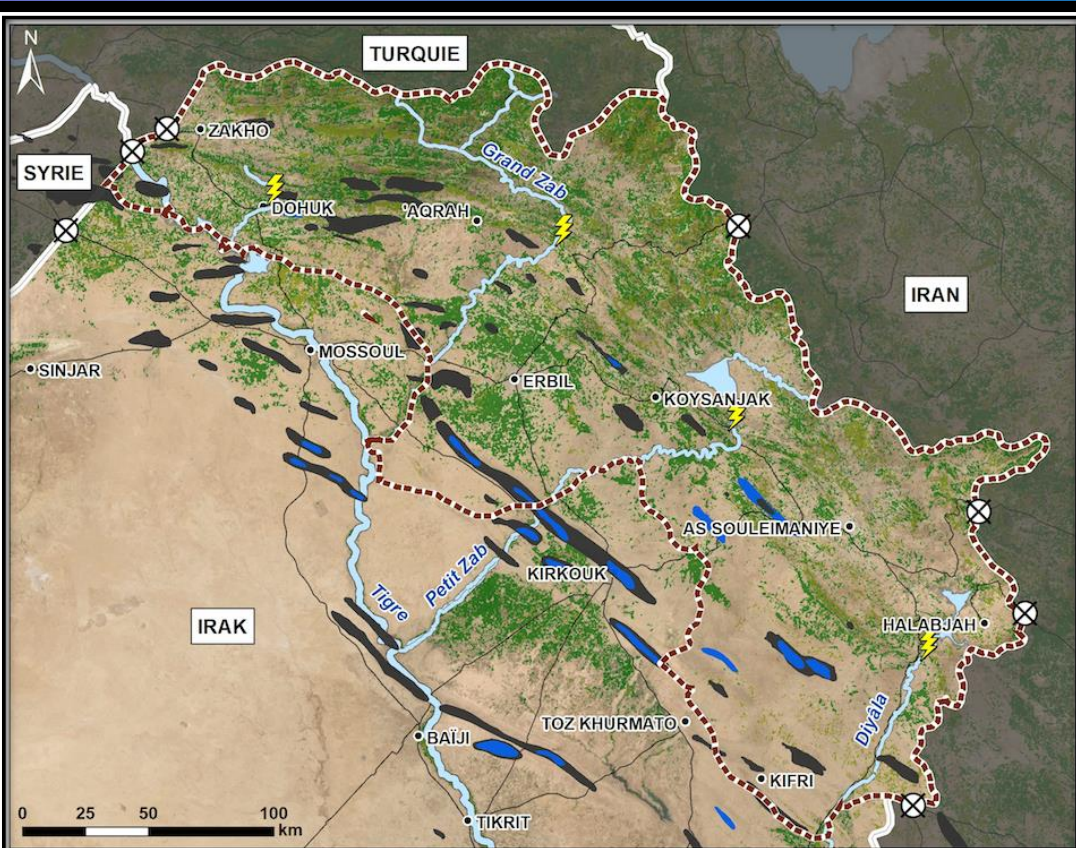 N
TURQUIE
ZAKHO
SYRIE
Grand Zab
DOHUK
'AQRAH
IRAN
MOSSOUL
SINJAR
ERBIL
KOYSANJAK
AS SOULEIMANIYE
Petit Zab
KIRKOUK
Tigre
IRAK
HALABJAH
Diyâla
TOZ KHURMATO
BAÏJI
KIFRI
0 25 50 100
km
TIKRIT